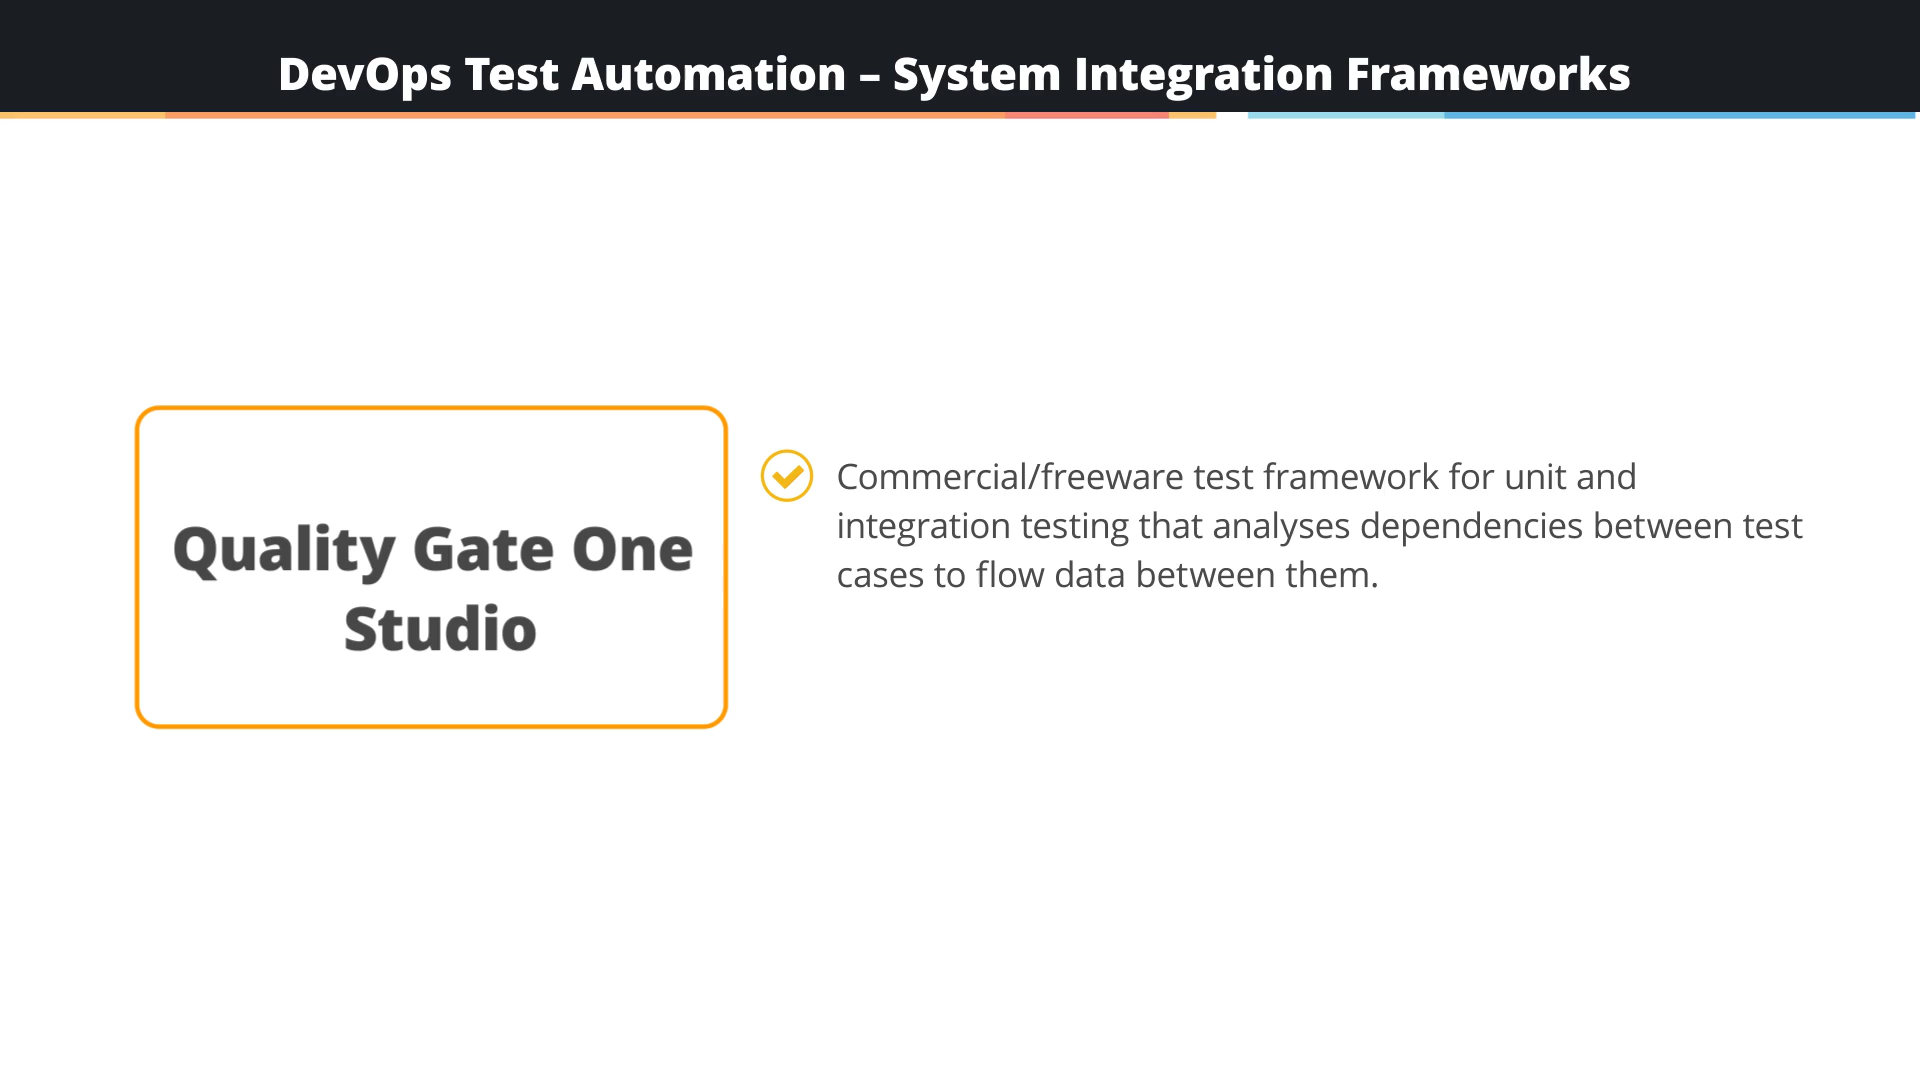 DevOps Test Automation – System Integration Frameworks
Quality Gate One
Studio
Commercial/freeware test framework for unit and
integration testing that analyses dependencies between test
cases to flow data between them.